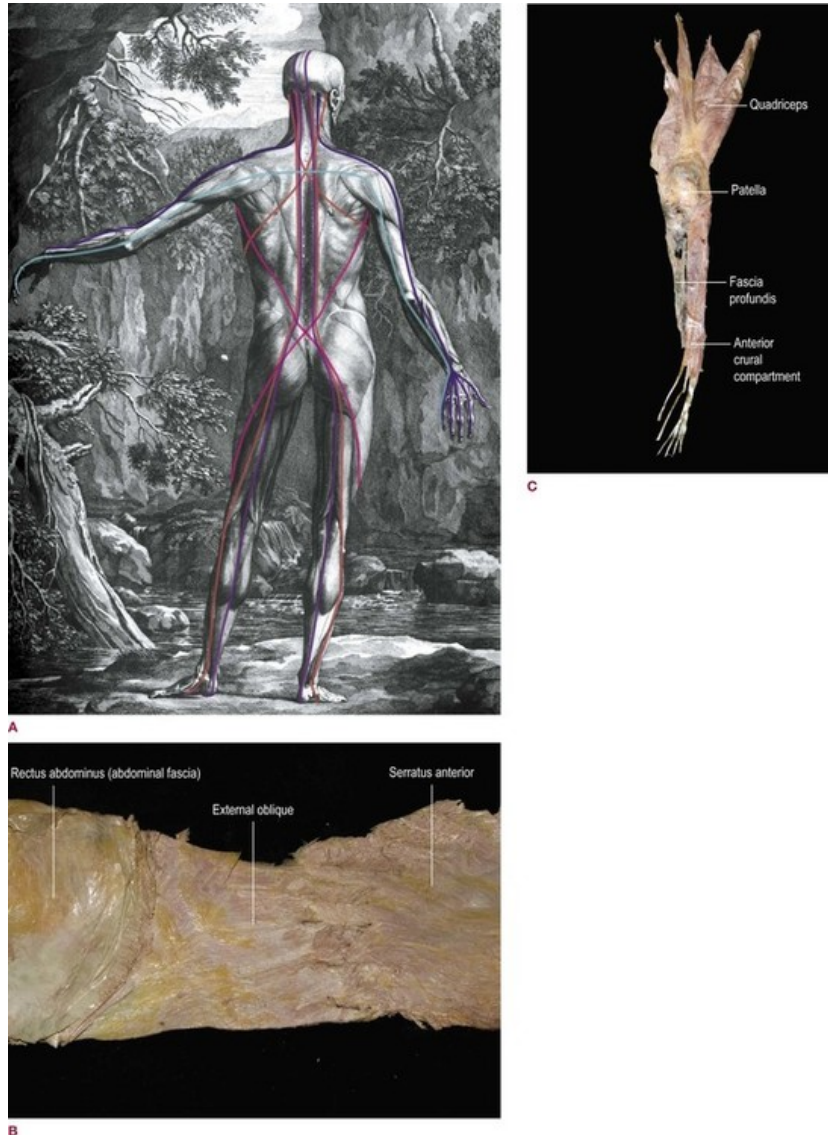 Quadriceps
Patella
Fascia
profundis
Anterior
crural
compartment
C
A
Rectus abdominus (abdominal fascia)
Serratus anterior
External oblique
B